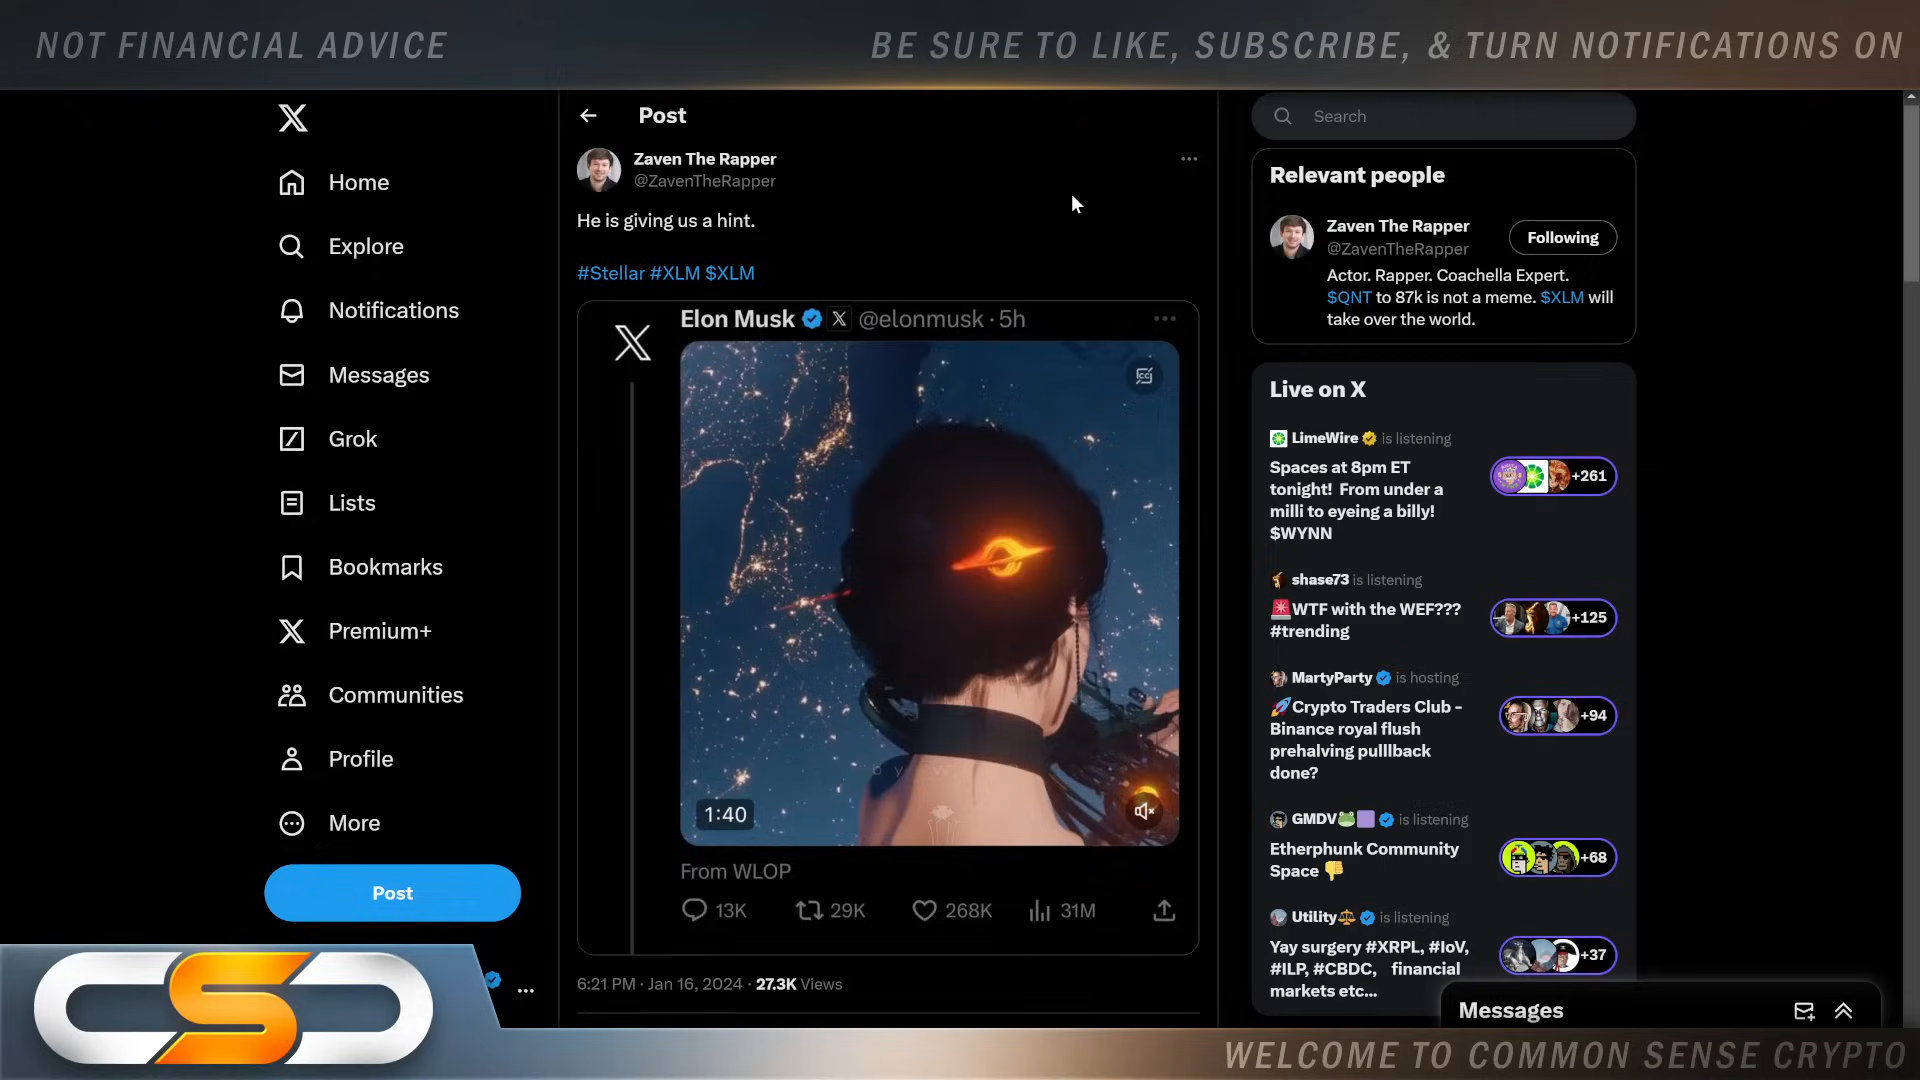 NOT FINANCIAL ADVICE
BE SURE TO LIKE, SUBSCRIBE, & TURN NOTIFICATIONS ON
Home
Explore
Notifications
Messages
Grok
Lists
Bookmarks
Premium+
Communities
Profile
More
Post
Post
Zaven The Rapper
@ZavenTheRapper
He is giving us a hint.
#Stellar #XLM $XLM
Elon Musk @elonmusk · 5h
1:40
From WLOP
13K 29K 268K 31M
6:21 PM · Jan 16, 2024 · 27.3K Views
Search
Relevant people
Zaven The Rapper
@ZavenTheRapper
Following
Actor. Rapper. Coachella Expert.
$QNT to 87k is not a meme. $XLM will
take over the world.
Live on X
LimeWire is listening
Spaces at 8pm ET
tonight! From under a
milli to eyeing a billy!
$WYNN
+261
shase73 is listening
🚨WTF with the WEF???
#trending
+125
MartyParty is hosting
🚀Crypto Traders Club -
Binance royal flush
prehalving pulllback
done?
+94
GMDV🐸🟪 is listening
Etherphunk Community
Space 👎
+68
Utility⚖️ is listening
Yay surgery #XRPL, #IoV,
#ILP, #CBDC, financial
markets etc...
+37
Messages
CSC
WELCOME TO COMMON SENSE CRYPTO